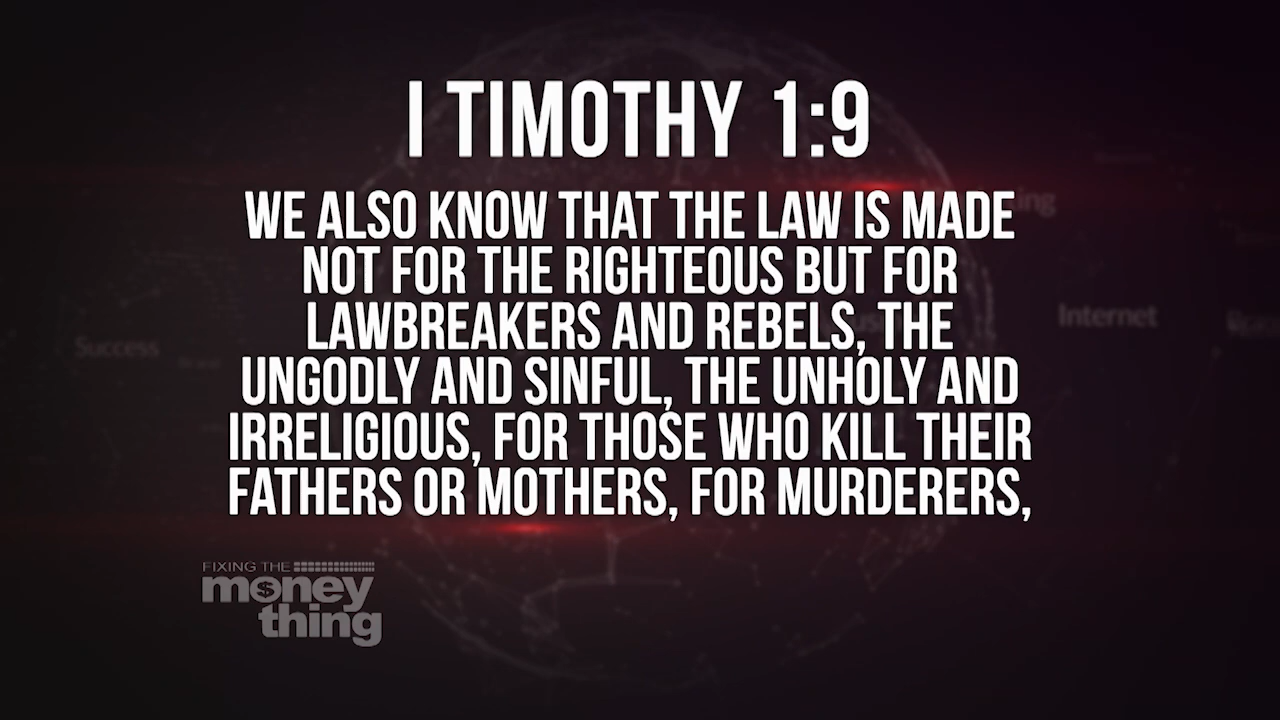 I TIMOTHY 1:9
WE ALSO KNOW THAT THE LAW IS MADE
NOT FOR THE RIGHTEOUS BUT FOR
LAWBREAKERS AND REBELS, THE
UNGODLY AND SINFUL, THE UNHOLY AND
IRRELIGIOUS, FOR THOSE WHO KILL THEIR
FATHERS OR MOTHERS, FOR MURDERERS,
Internet
Success
FIXING THE
money
thing